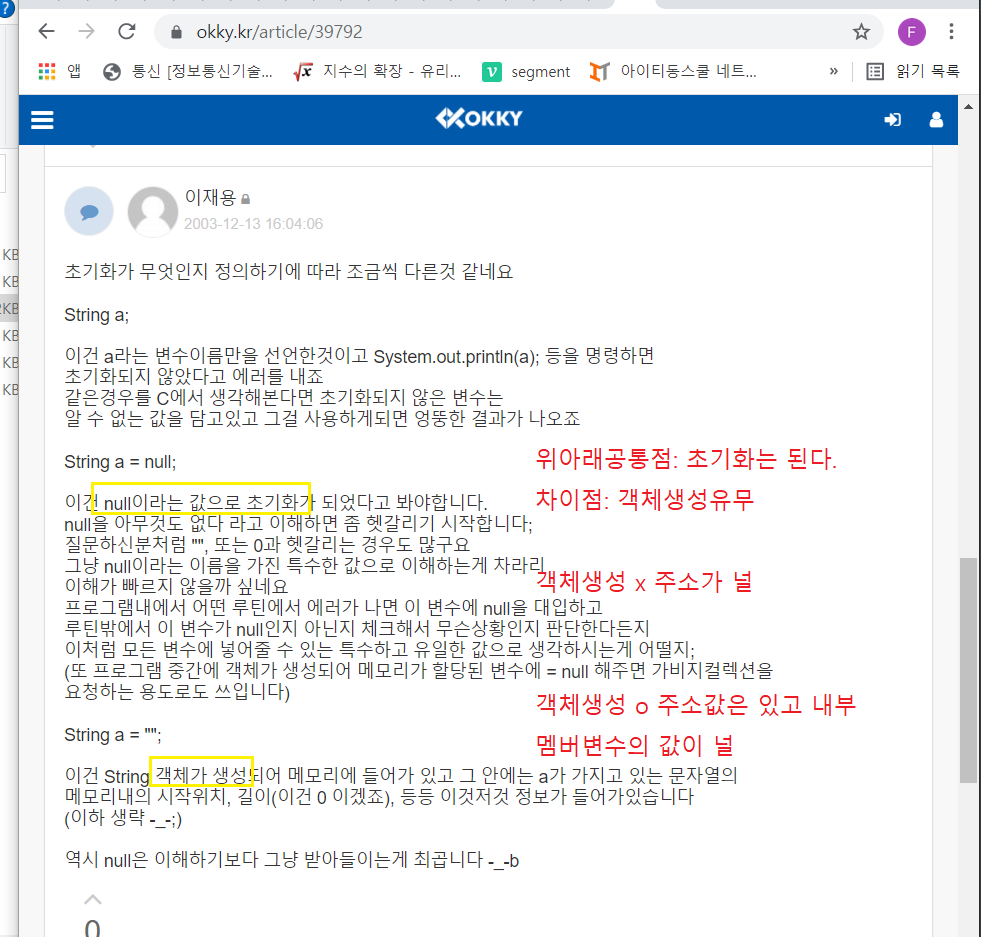 ?
okky.kr/article/39792
F
앱
통신 [정보통신기술...
지수의 확장 - 유리...
segment
아이티동스쿨 네트...
»
읽기 목록
OKKY
이재용
2003-12-13 16:04:06
KB
KB
KB
KB
KB
KB
초기화가 무엇인지 정의하기에 따라 조금씩 다른것 같네요
String a;
이건 a라는 변수이름만을 선언한것이고 System.out.println(a); 등을 명령하면
초기화되지 않았다고 에러를 내죠
같은경우를 C에서 생각해본다면 초기화되지 않은 변수는
알 수 없는 값을 담고있고 그걸 사용하게되면 엉뚱한 결과가 나오죠
String a = null;
위아래공통점: 초기화는 된다.
이건 null이라는 값으로 초기화가 되었다고 봐야합니다.
차이점: 객체생성유무
null을 아무것도 없다 라고 이해하면 좀 헷갈리기 시작합니다;
질문하신분처럼 "", 또는 0과 헷갈리는 경우도 많구요
그냥 null이라는 이름을 가진 특수한 값으로 이해하는게 차라리
이해가 빠르지 않을까 싶네요
객체생성 x 주소가 널
프로그램내에서 어떤 루틴에서 에러가 나면 이 변수에 null을 대입하고
루틴밖에서 이 변수가 null인지 아닌지 체크해서 무슨상황인지 판단한다든지
이처럼 모든 변수에 넣어줄 수 있는 특수하고 유일한 값으로 생각하시는게 어떨지;
(또 프로그램 중간에 객체가 생성되어 메모리가 할당된 변수에 = null 해주면 가비지컬렉션을
요청하는 용도로도 쓰입니다)
객체생성 o 주소값은 있고 내부
멤버변수의 값이 널
String a = "";
이건 String 객체가 생성되어 메모리에 들어가 있고 그 안에는 a가 가지고 있는 문자열의
메모리내의 시작위치, 길이(이건 0 이겠죠), 등등 이것저것 정보가 들어가있습니다
(이하 생략 -_-;)
역시 null은 이해하기보다 그냥 받아들이는게 최곱니다 -_-b
0